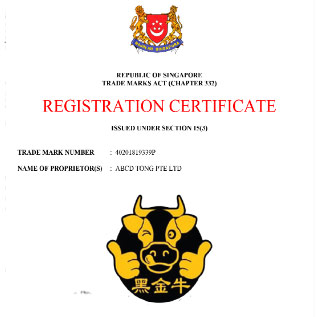 REPUBLIC OF SINGAPORE
TRADE MARKS ACT (CHAPTER 332)
REGISTRATION CERTIFICATE
ISSUED UNDER SECTION 15(3)
TRADE MARK NUMBER : 40201819339P
NAME OF PROPRIETOR(S) : ABCD TONG PTE LTD
黑金牛